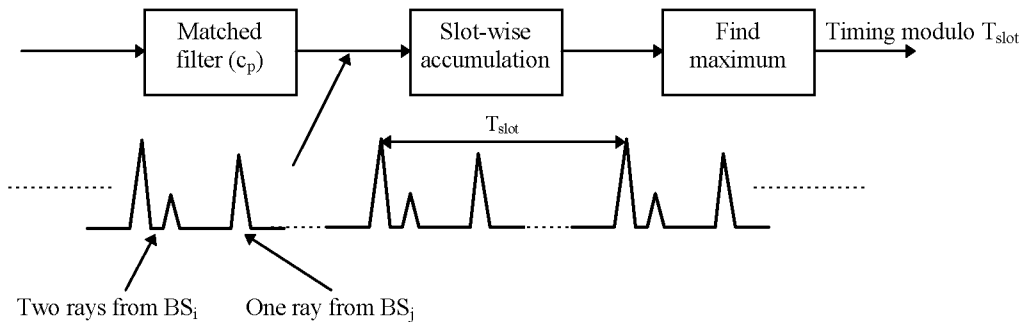 Matched
filter (cp)
Slot-wise
accumulation
Find
maximum
Timing modulo Tslot
Tslot
Two rays from BSi
One ray from BSj